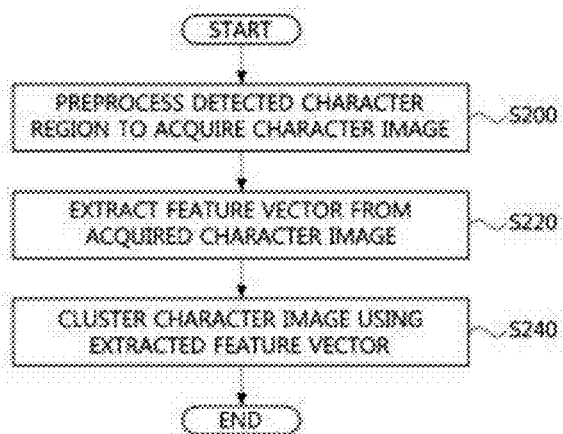 START
PREPROCESS DETECTED CHARACTER
REGION TO ACQUIRE CHARACTER IMAGE
S200
EXTRACT FEATURE VECTOR FROM
ACQUIRED CHARACTER IMAGE
S220
CLUSTER CHARACTER IMAGE USING
EXTRACTED FEATURE VECTOR
S240
END